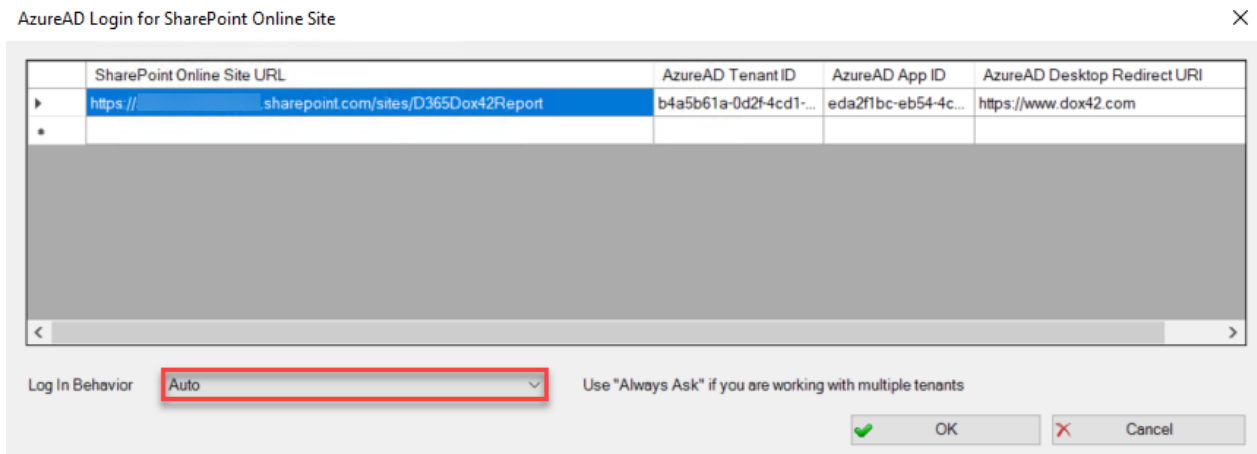 AzureAD Login for SharePoint Online Site
SharePoint Online Site URL AzureAD Tenant ID AzureAD App ID AzureAD Desktop Redirect URI
https:// .sharepoint.com/sites/D365Dox42Report b4a5b61a-0d2f-4cd1-... eda2f1bc-eb54-4c... https://www.dox42.com
Log In Behavior Auto Use "Always Ask" if you are working with multiple tenants
OK Cancel